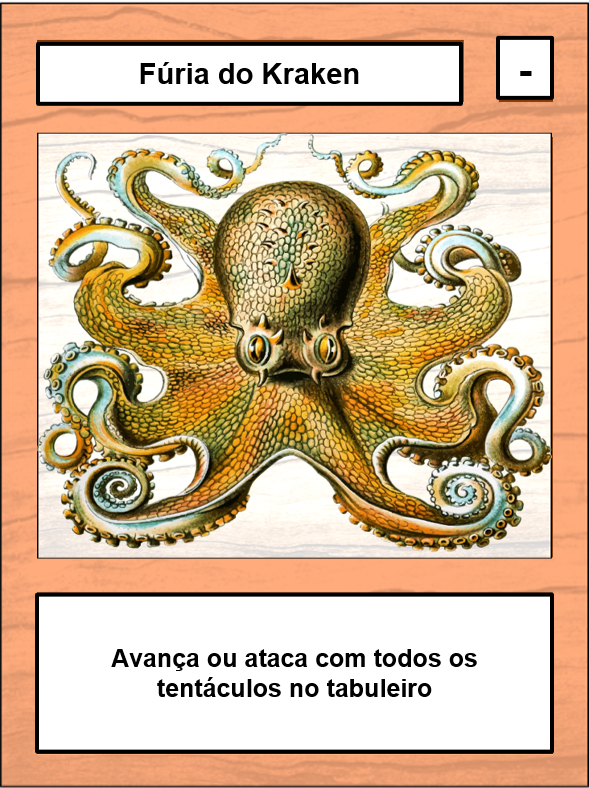 Fúria do Kraken
-
Avança ou ataca com todos os
tentáculos no tabuleiro